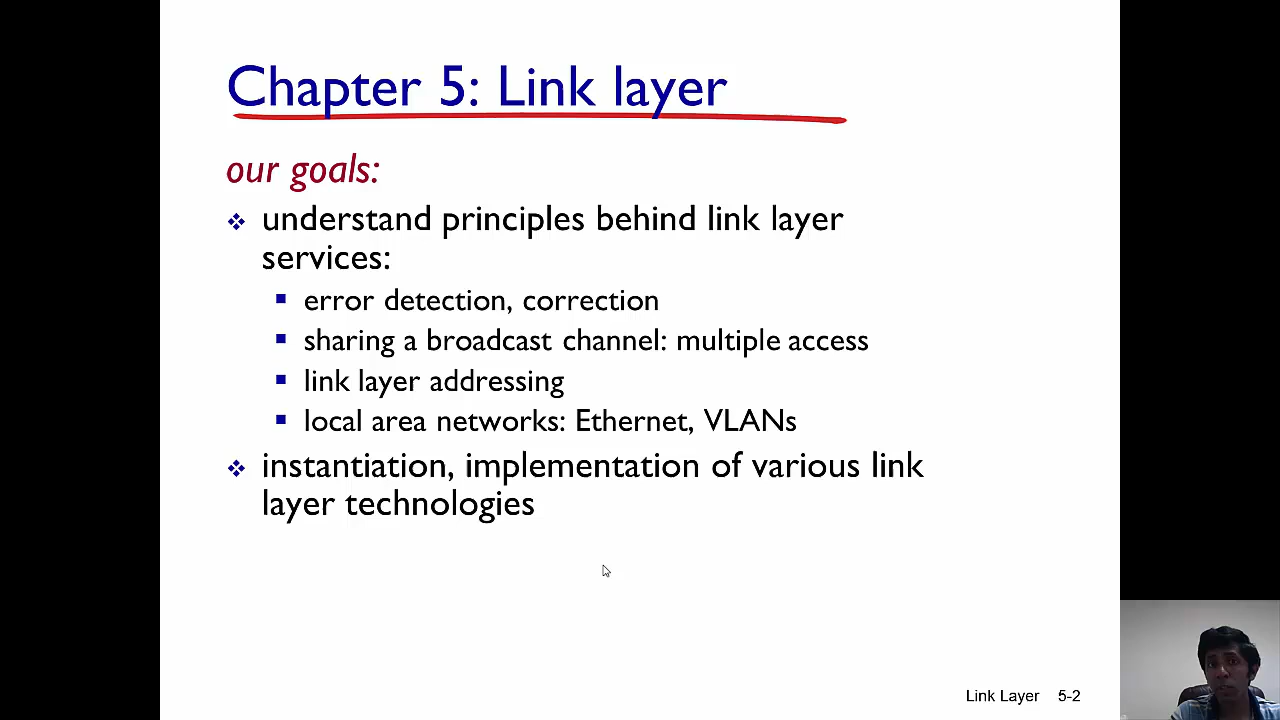 Chapter 5: Link layer
our goals:
understand principles behind link layer
services:
error detection, correction
sharing a broadcast channel: multiple access
link layer addressing
local area networks: Ethernet, VLANs
instantiation, implementation of various link
layer technologies
Link Layer 5-2